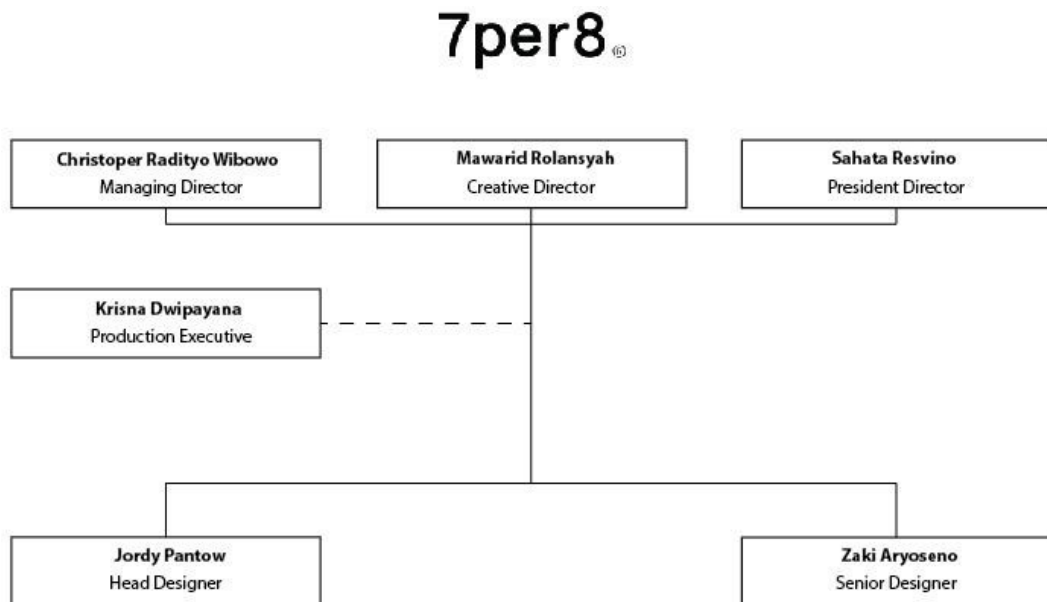 7per8®
Christoper Radityo Wibowo
Managing Director
Mawarid Rolansyah
Creative Director
Sahata Resvino
President Director
Krisna Dwipayana
Production Executive
Jordy Pantow
Head Designer
Zaki Aryoseno
Senior Designer